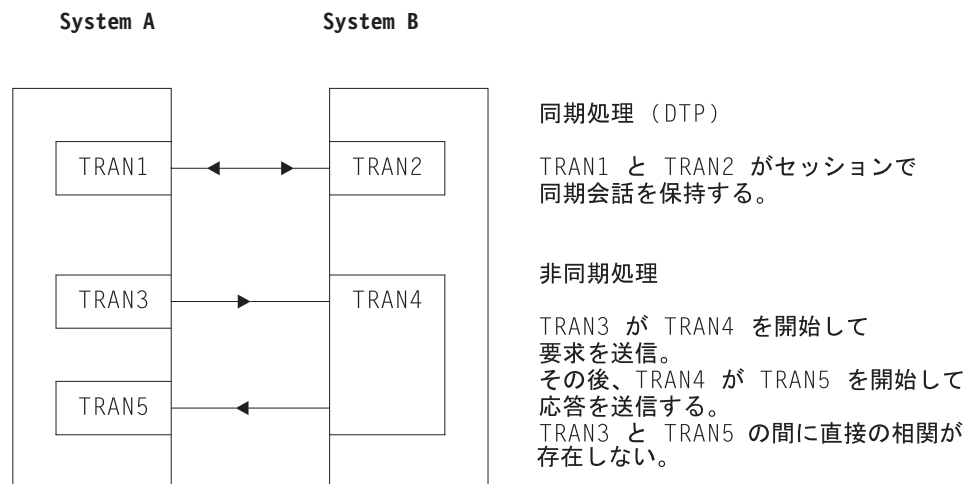 System A System B
TRAN1
TRAN2
TRAN3
TRAN4
TRAN5
同期処理 (DTP)
TRAN1 と TRAN2 がセッションで
同期会話を保持する。
非同期処理
TRAN3 が TRAN4 を開始して
要求を送信。
その後、TRAN4 が TRAN5 を開始して
応答を送信する。
TRAN3 と TRAN5 の間に直接の相関が
存在しない。